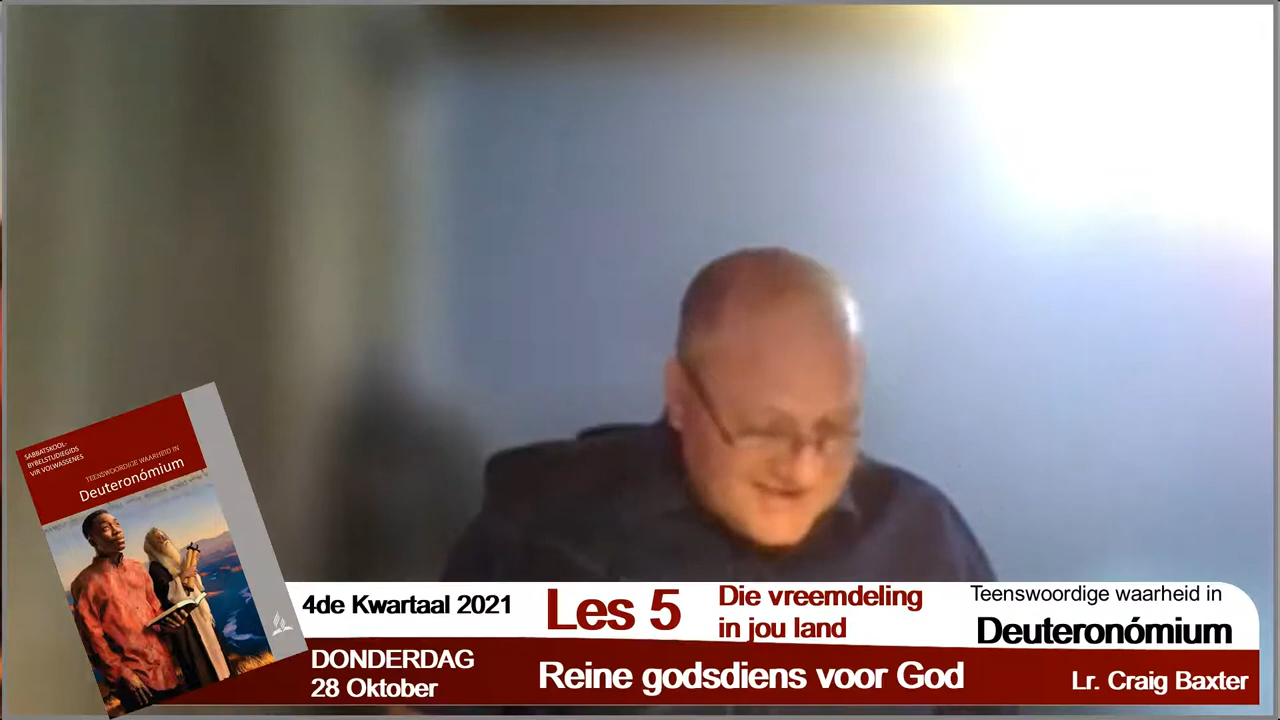 SABBATSKOOL-
BYBELSTUDIEGIDS
VIR VOLWASSENES
TEENSWOORDIGE WAARHEID IN
Deuteronómium
4de Kwartaal 2021
Les 5
Die vreemdeling
in jou land
Teenswoordige waarheid in
Deuteronómium
DONDERDAG
28 Oktober
Reine godsdiens voor God
Lr. Craig Baxter